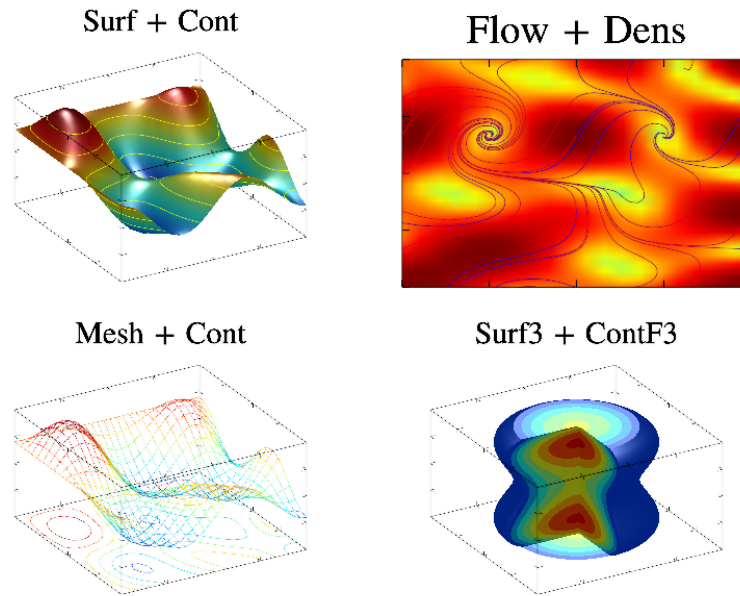 Surf + Cont
Flow + Dens
Mesh + Cont
Surf3 + ContF3